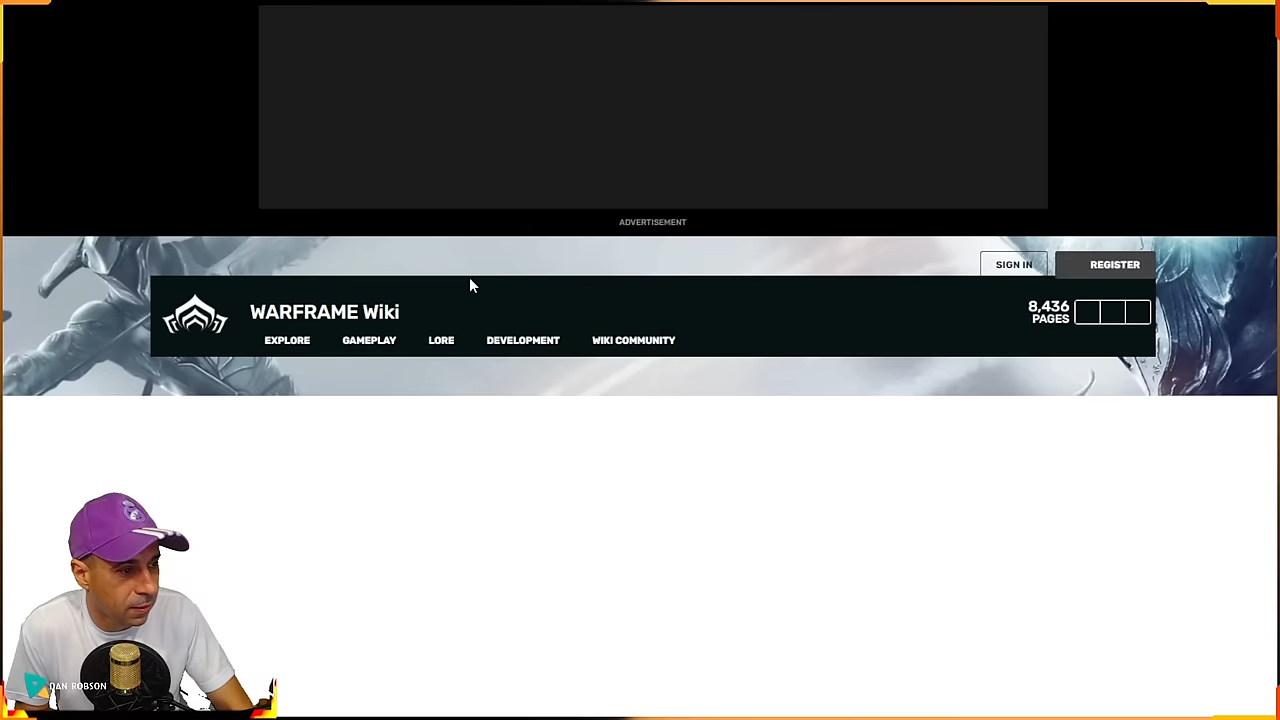 ADVERTISEMENT
SIGN IN
REGISTER
WARFRAME Wiki
8,436
PAGES
EXPLORE
GAMEPLAY
LORE
DEVELOPMENT
WIKI COMMUNITY
DAN ROBSON